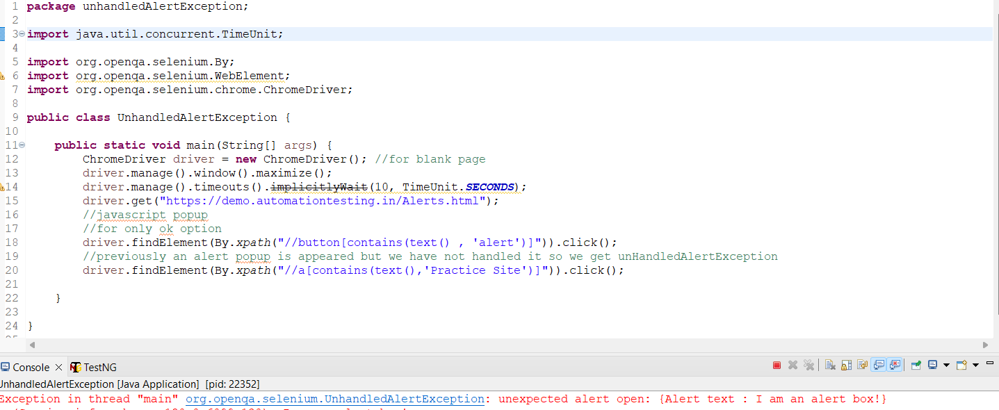 1 package unhandledAlertException;
2
3 import java.util.concurrent.TimeUnit;
4
5 import org.openqa.selenium.By;
6 import org.openqa.selenium.WebElement;
7 import org.openqa.selenium.chrome.ChromeDriver;
8
9 public class UnhandledAlertException {
10
11 public static void main(String[] args) {
12 ChromeDriver driver = new ChromeDriver(); //for blank page
13 driver.manage().window().maximize();
14 driver.manage().timeouts().implicitlyWait(10, TimeUnit.SECONDS);
15 driver.get("https://demo.automationtesting.in/Alerts.html");
16 //javascript popup
17 //for only ok option
18 driver.findElement(By.xpath("//button[contains(text() , 'alert')]")).click();
19 //previously an alert popup is appeared but we have not handled it so we get unHandledAlertException
20 driver.findElement(By.xpath("//a[contains(text(),'Practice Site')]")).click();
21
22 }
23
24 }
Console TestNG
UnhandledAlertException [Java Application] [pid: 22352]
Exception in thread "main" org.openqa.selenium.UnhandledAlertException: unexpected alert open: {Alert text : I am an alert box!}